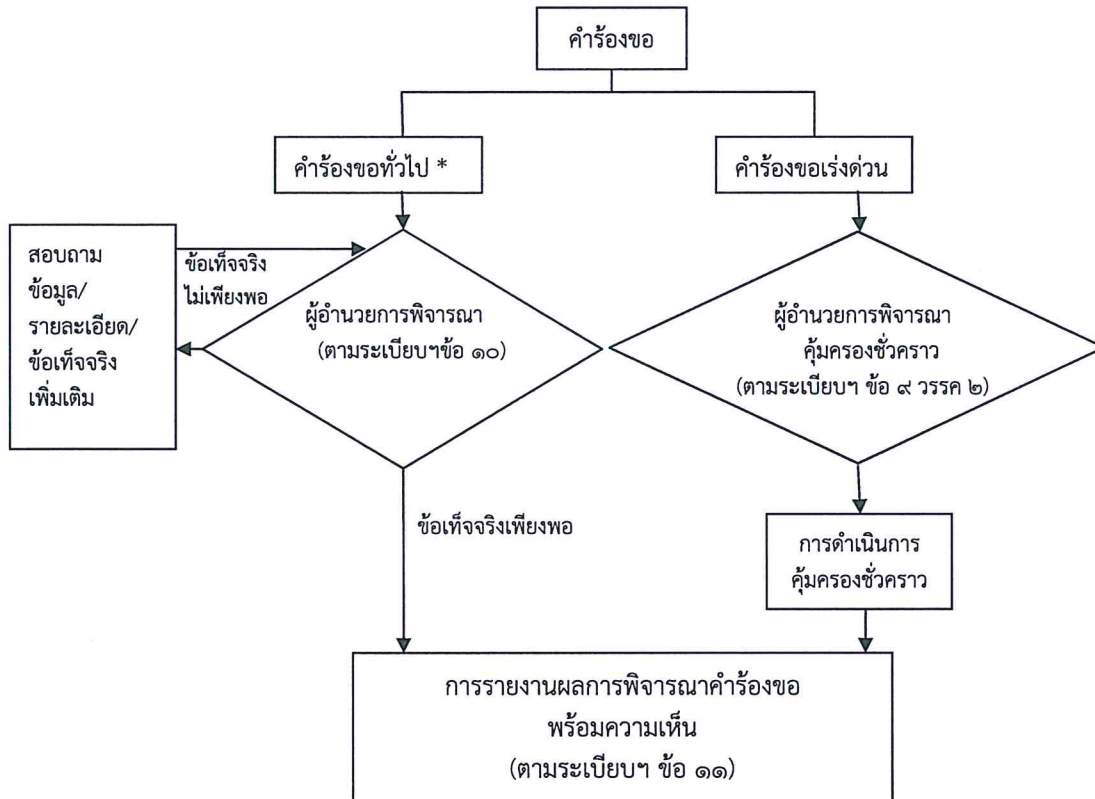 คำร้องขอ
คำร้องขอทั่วไป *
คำร้องขอเร่งด่วน
สอบถาม
ข้อมูล/
รายละเอียด/
ข้อเท็จจริง
เพิ่มเติม
ข้อเท็จจริง
ไม่เพียงพอ
ผู้อำนวยการพิจารณา
(ตามระเบียบฯข้อ ๑๐)
ผู้อำนวยการพิจารณา
คุ้มครองชั่วคราว
(ตามระเบียบฯ ข้อ ๙ วรรค ๒)
ข้อเท็จจริงเพียงพอ
การดำเนินการ
คุ้มครองชั่วคราว
การรายงานผลการพิจารณาคำร้องขอ
พร้อมความเห็น
(ตามระเบียบฯ ข้อ ๑๑)